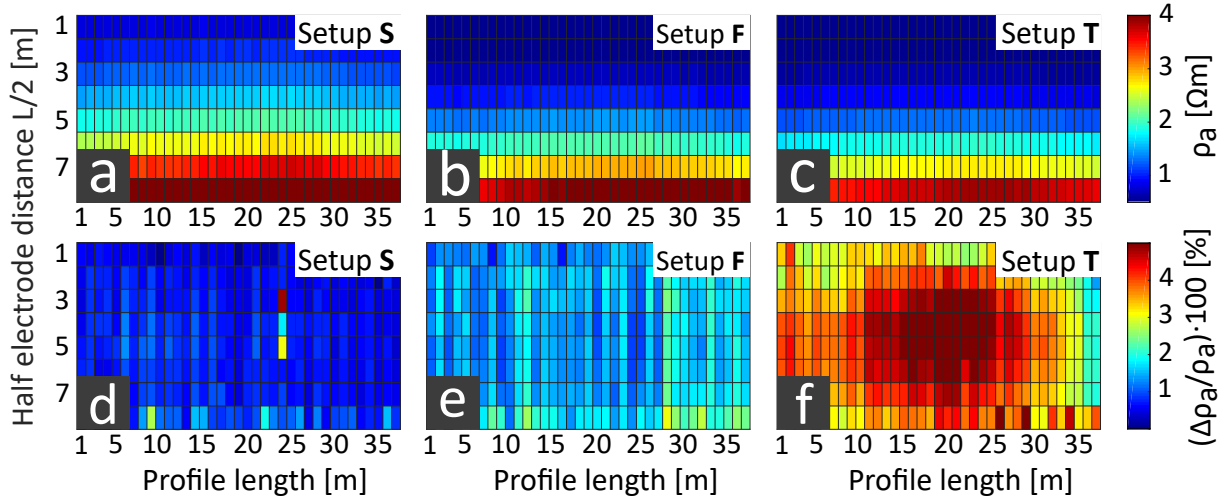 Setup S
Setup F
Setup T
Half electrode distance L/2 [m]
1
3
5
7
a
b
c
4
3
2
1
ρa [Ωm]
1 5 10 15 20 25 30 35
1 5 10 15 20 25 30 35
1 5 10 15 20 25 30 35
Setup S
Setup F
Setup T
1
3
5
7
d
e
f
4
3
2
1
(Δρa/ρa)·100 [%]
1 5 10 15 20 25 30 35
1 5 10 15 20 25 30 35
1 5 10 15 20 25 30 35
Profile length [m]
Profile length [m]
Profile length [m]